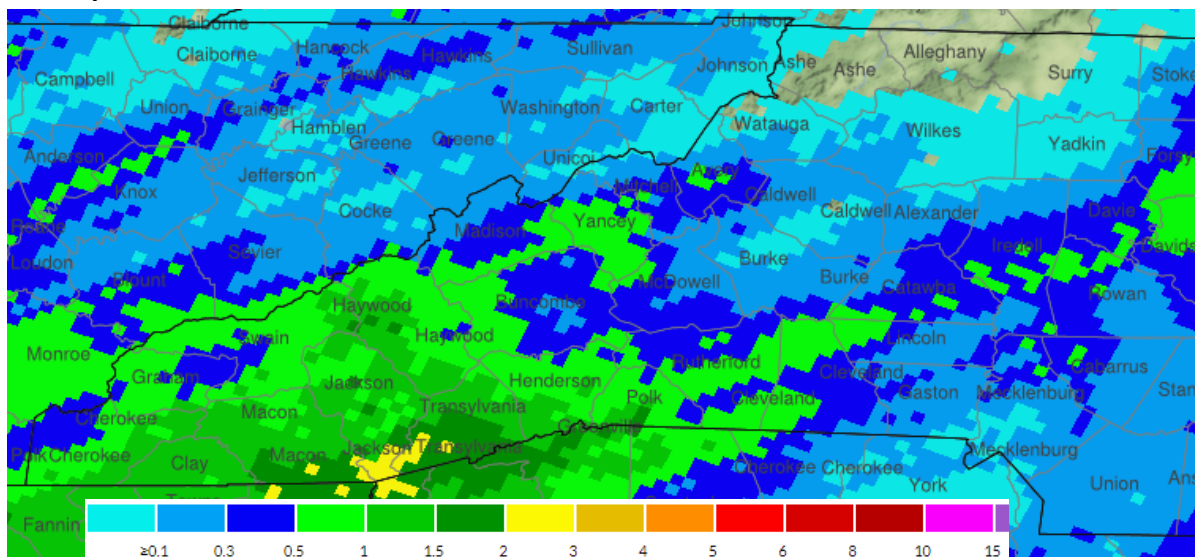 Claiborne Johnson
Claiborne Hancock Hawkins Sullivan Alleghany
Campbell Hawkins Johnson Ashe Ashe Surry Stoke
Union Grainger Washington Carter
Hamblen Greene Greene Watauga Wilkes Yadkin
Anderson Unicoi Forsy
Knox Jefferson Mitchell Avery Caldwell
Roane Cocke Yancey Caldwell Alexander Davie
Loudon Sevier Madison Burke Iredell Davids
Blount McDowell Burke Catawba Rowan
Haywood Buncombe
Monroe Swain Haywood Rutherford Lincoln
Graham Jackson Henderson Cleveland Gaston Mecklenburg Cabarrus Stan
Cherokee Macon Transylvania Polk Cleveland
Greenville
Polk Cherokee Clay Macon Jackson Transylvania Cherokee Cherokee Mecklenburg
York Union Ans
Fannin
≥0.1 0.3 0.5 1 1.5 2 3 4 5 6 8 10 15